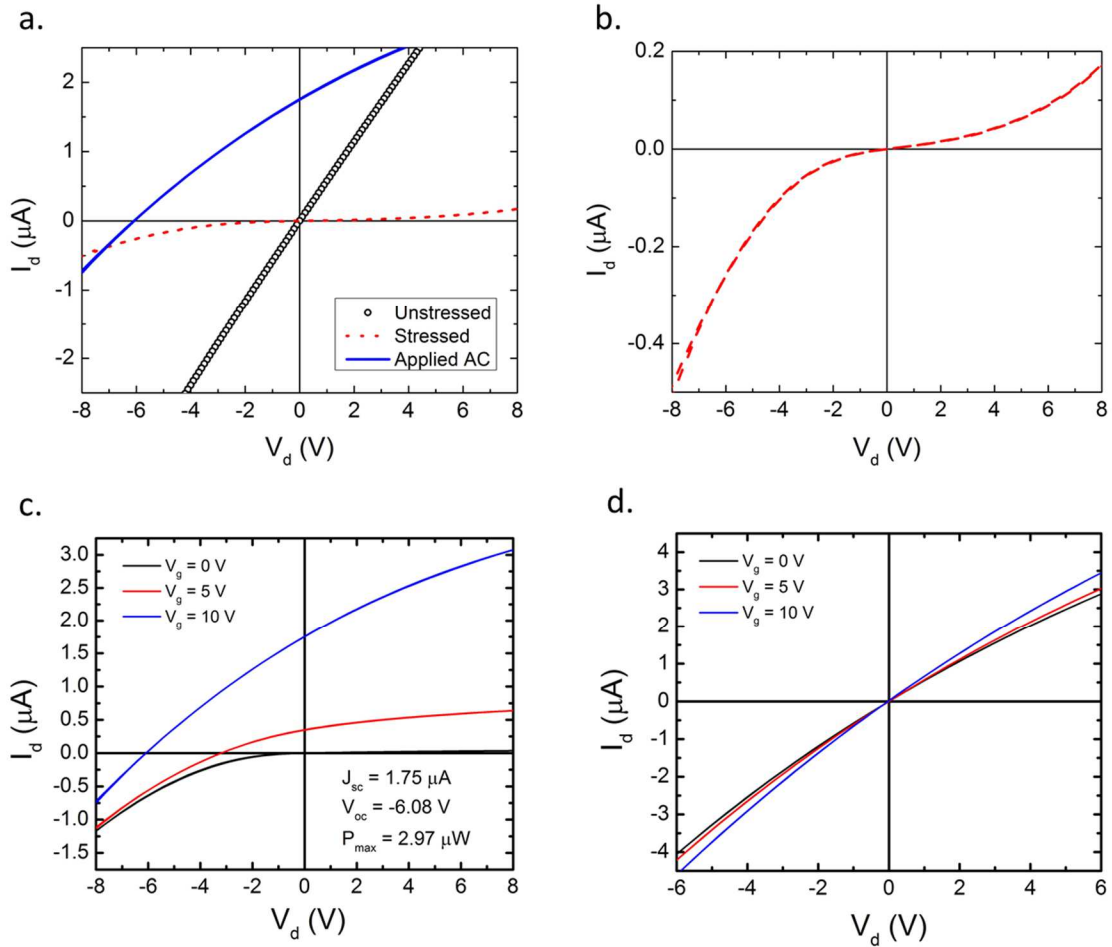 a.
2
1
0
-1
-2
-8
-6
-4
-2
0
2
4
6
8
I_d (μA)
V_d (V)
Unstressed
Stressed
Applied AC
b.
0.2
0.0
-0.2
-0.4
-8
-6
-4
-2
0
2
4
6
8
I_d (μA)
V_d (V)
c.
3.0
2.5
2.0
1.5
1.0
0.5
0.0
-0.5
-1.0
-1.5
-8
-6
-4
-2
0
2
4
6
8
I_d (μA)
V_d (V)
V_g = 0 V
V_g = 5 V
V_g = 10 V
J_sc = 1.75 μA
V_oc = -6.08 V
P_max = 2.97 μW
d.
4
3
2
1
0
-1
-2
-3
-4
-6
-4
-2
0
2
4
6
I_d (μA)
V_d (V)
V_g = 0 V
V_g = 5 V
V_g = 10 V